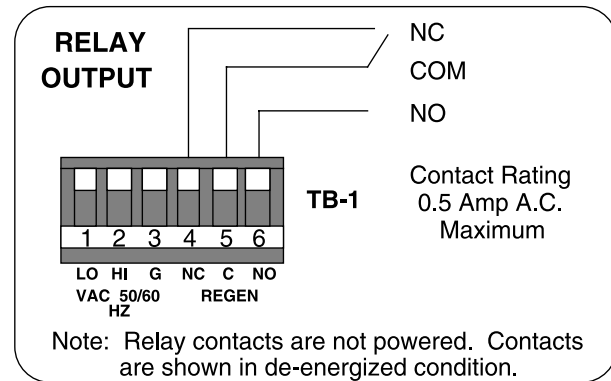 RELAY
OUTPUT
NC
COM
NO
TB-1
Contact Rating
0.5 Amp A.C.
Maximum
1 2 3 4 5 6
LO HI G NC C NO
VAC 50/60 REGEN
HZ
Note: Relay contacts are not powered. Contacts
are shown in de-energized condition.